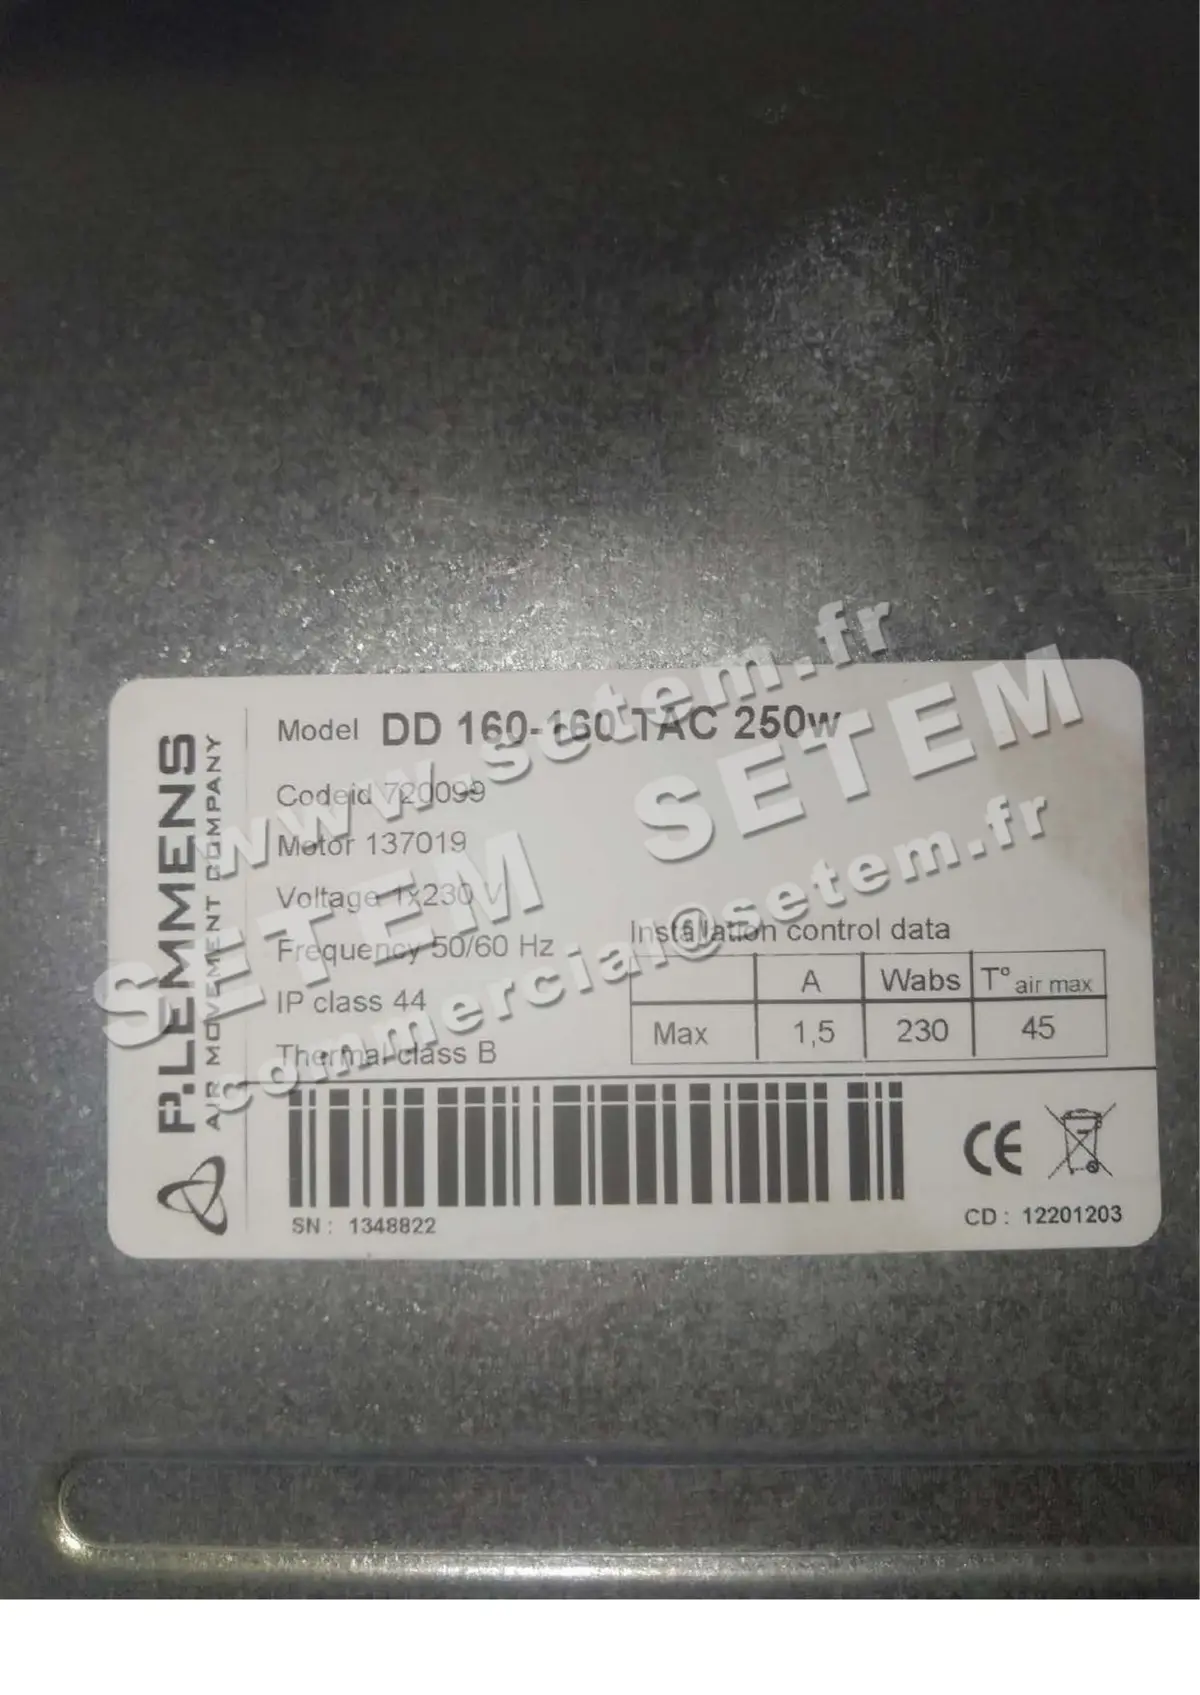 P.LEMMENS
AIR MOVEMENT COMPANY
Model DD 160-160 TAC 250w
Code id 720099
Motor 137019
Voltage 1x230 V
Frequency 50/60 Hz
IP class 44
Thermal class B
Installation control data
A Wabs T° air max
Max 1,5 230 45
SN : 1348822
CE
CD : 12201203
www.setem.fr
SETEM SETEM
commercial@setem.fr